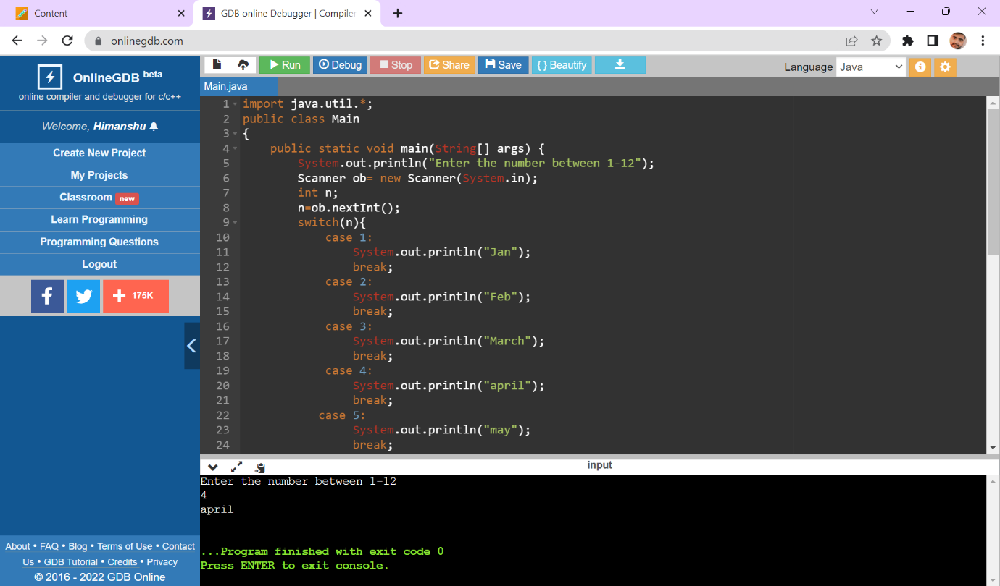 Content
GDB online Debugger | Compiler
onlinegdb.com
OnlineGDB beta
online compiler and debugger for c/c++
Welcome, Himanshu
Create New Project
My Projects
Classroom new
Learn Programming
Programming Questions
Logout
f
175K
About • FAQ • Blog • Terms of Use • Contact
Us • GDB Tutorial • Credits • Privacy
© 2016 - 2022 GDB Online
Run Debug Stop Share Save { } Beautify
Language Java
Main.java
1 import java.util.*;
2 public class Main
3 {
4 public static void main(String[] args) {
5 System.out.println("Enter the number between 1-12");
6 Scanner ob= new Scanner(System.in);
7 int n;
8 n=ob.nextInt();
9 switch(n){
10 case 1:
11 System.out.println("Jan");
12 break;
13 case 2:
14 System.out.println("Feb");
15 break;
16 case 3:
17 System.out.println("March");
18 break;
19 case 4:
20 System.out.println("april");
21 break;
22 case 5:
23 System.out.println("may");
24 break;
input
Enter the number between 1-12
4
april
...Program finished with exit code 0
Press ENTER to exit console.